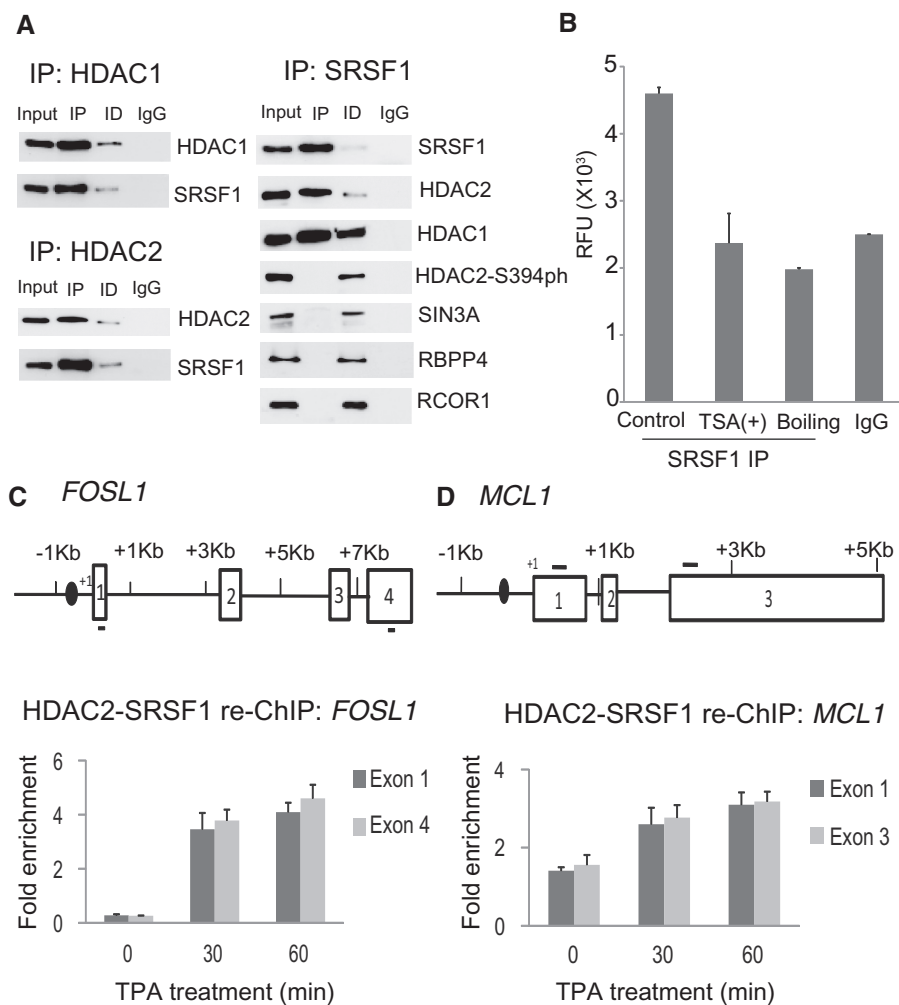 A
IP: HDAC1
Input IP ID IgG
HDAC1
SRSF1
IP: HDAC2
Input IP ID IgG
HDAC2
SRSF1
IP: SRSF1
Input IP ID IgG
SRSF1
HDAC2
HDAC1
HDAC2-S394ph
SIN3A
RBPP4
RCOR1
B
RFU (X10³)
5
4
3
2
1
0
Control TSA(+) Boiling IgG
SRSF1 IP
C FOSL1
-1Kb +1 +1Kb +3Kb +5Kb +7Kb
1 2 3 4
HDAC2-SRSF1 re-ChIP: FOSL1
Fold enrichment
6
4
2
0
Exon 1
Exon 4
0 30 60
TPA treatment (min)
D MCL1
-1Kb +1 +1Kb +3Kb +5Kb
1 2 3
HDAC2-SRSF1 re-ChIP: MCL1
Fold enrichment
4
2
0
Exon 1
Exon 3
0 30 60
TPA treatment (min)